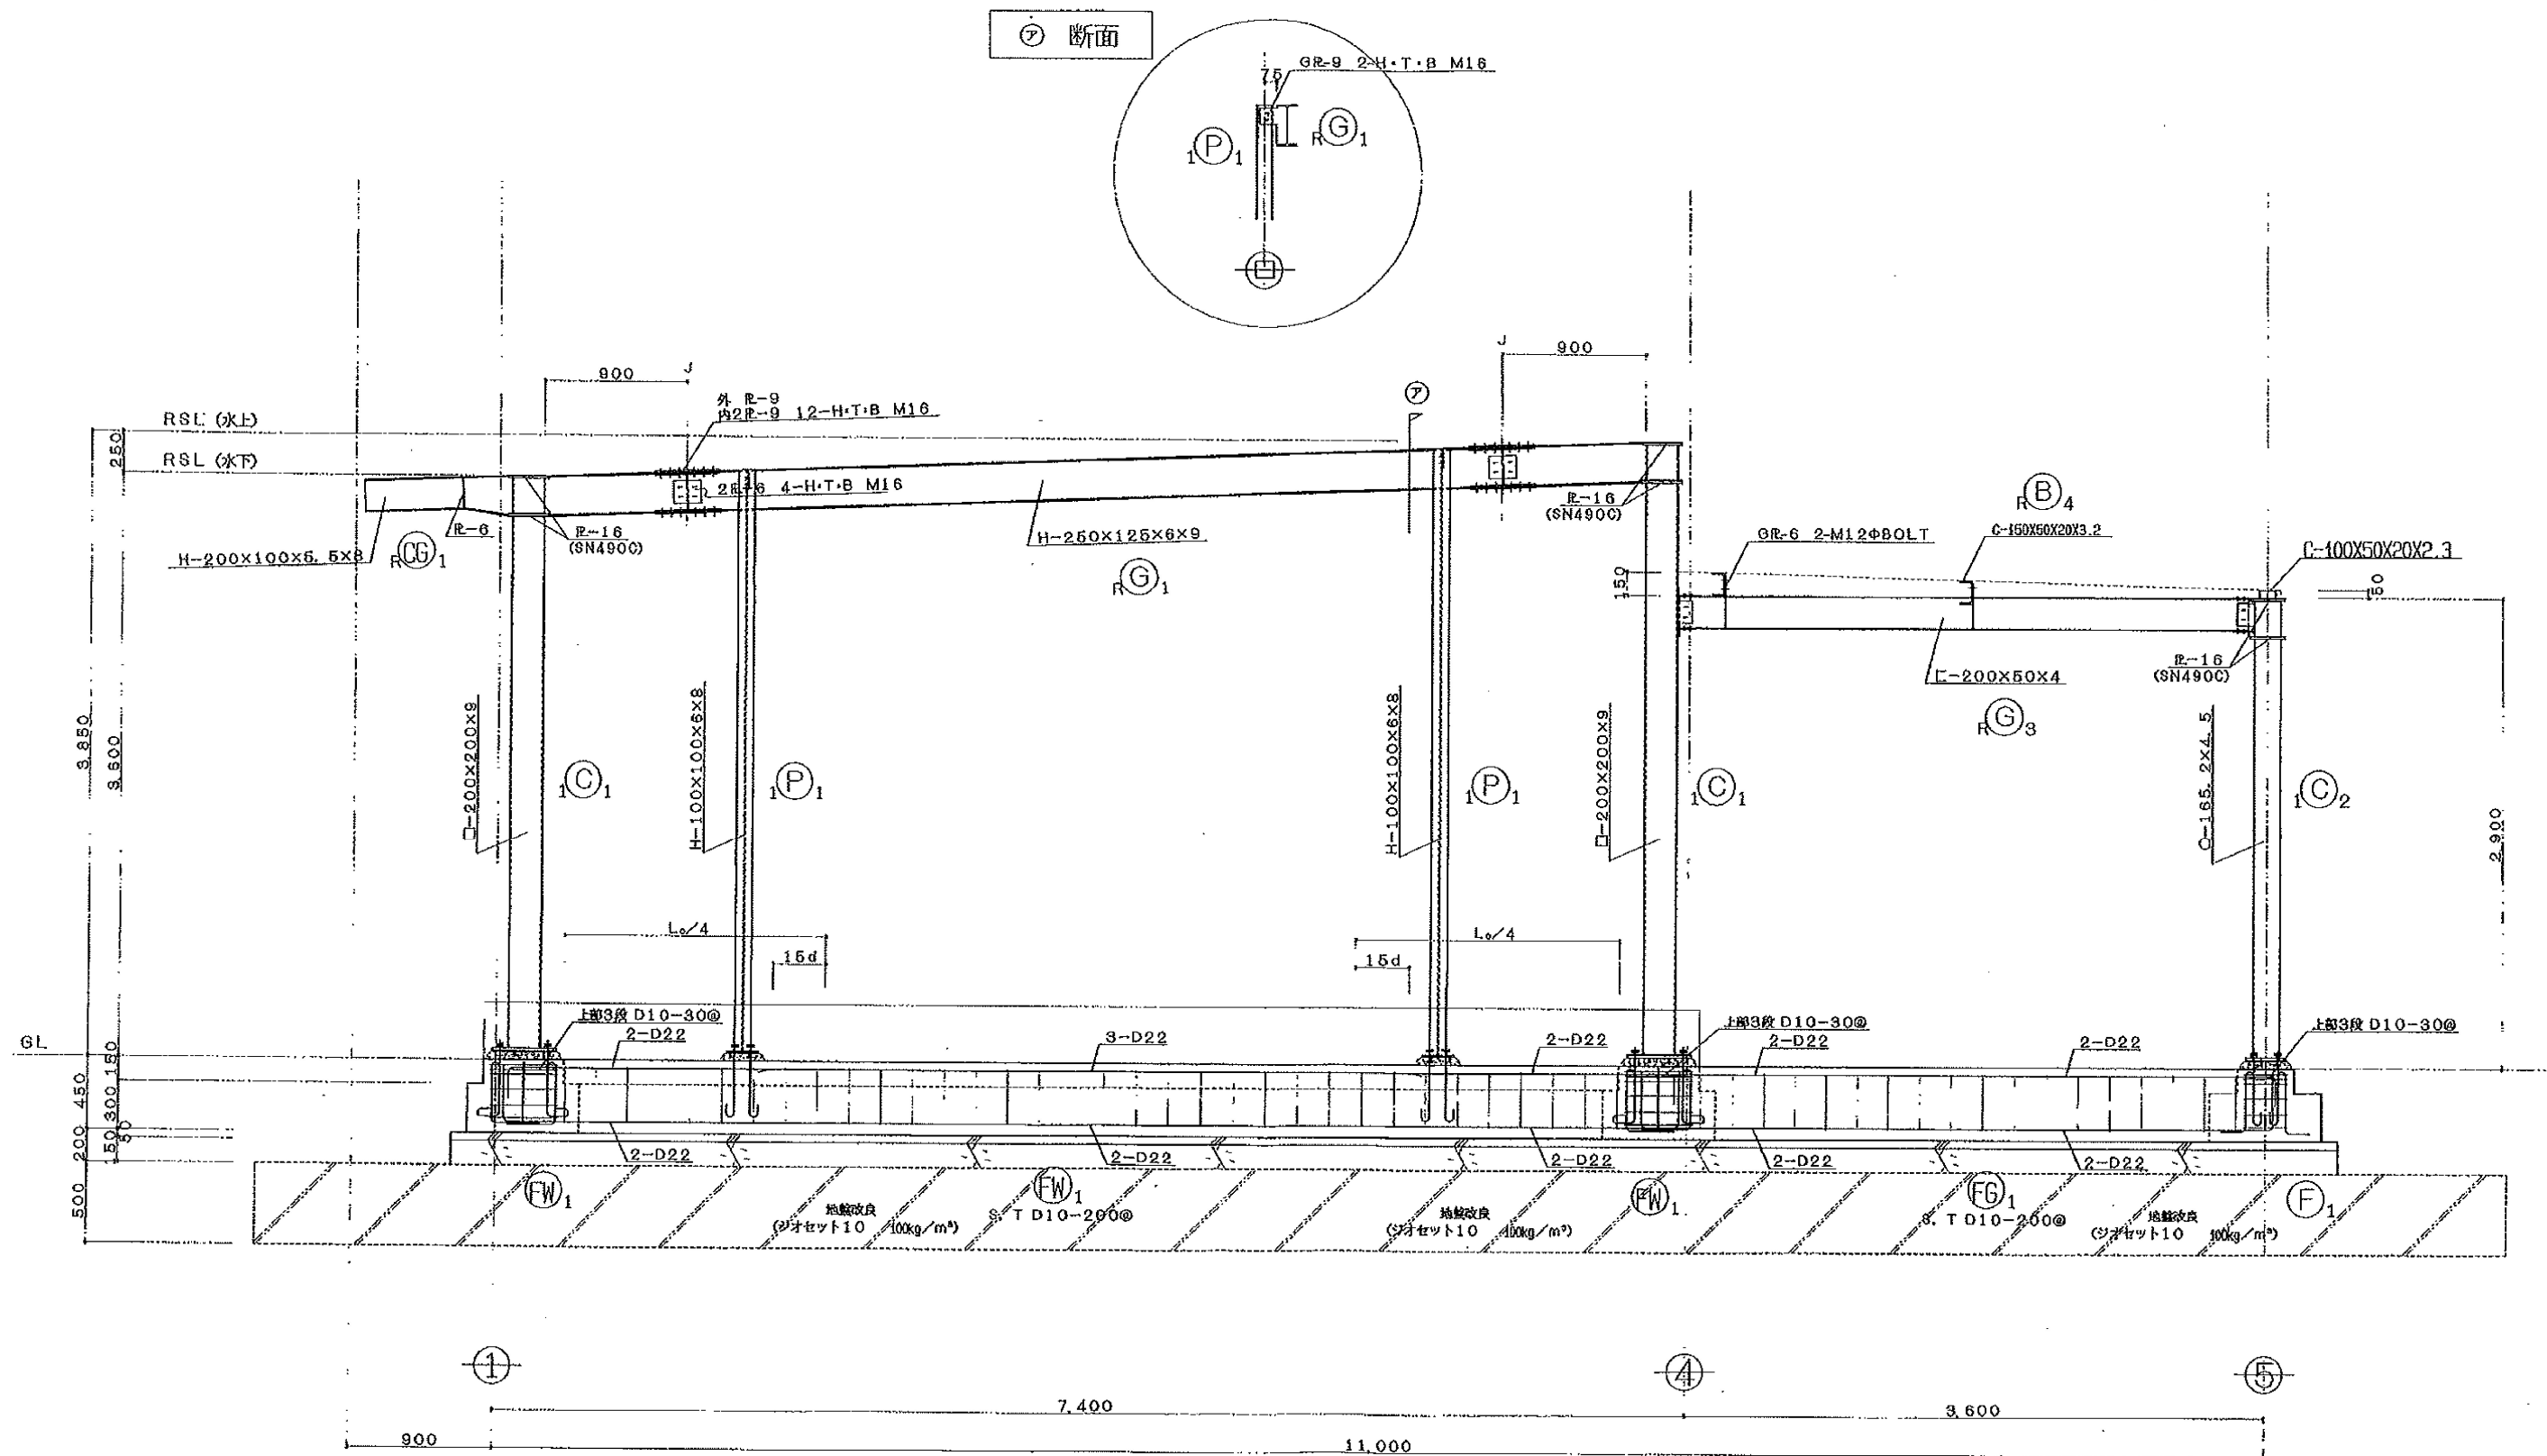 ア 断面
GPL-9 2-H・T・B M16
75
1P1
RG1
J
900
J
900
ア
外 PL-9
内2PL-9 12-H・T・B M16
RSL (水上)
250
RSL (水下)
2PL-6 4-H・T・B M16
PL-6
PL-16
(SN490C)
H-200×100×5.5×8
RCG1
H-250×125×6×9
RG1
PL-16
(SN490C)
RB4
GPL-6 2-M12ΦBOLT
C-150X50X20X3.2
C-100X50X20X2.3
150
50
PL-16
(SN490C)
[-200×50×4
RG3
3,850
3,600
□-200×200×9
1C1
H-100×100×6×8
1P1
H-100×100×6×8
1P1
□-200×200×9
1C1
○-165.2×4.5
1C2
2,900
Lo/4
15d
Lo/4
15d
GL
上部3段 D10-30@
2-D22
3-D22
2-D22
上部3段 D10-30@
2-D22
2-D22
上部3段 D10-30@
450
200
500
150
300
150
50
2-D22
2-D22
2-D22
2-D22
2-D22
FW1
FW1
FW1
FG1
F1
地盤改良
(ジオセット10 100kg/m³)
S.T D10-200@
地盤改良
(ジオセット10 100kg/m³)
S.T D10-200@
地盤改良
(ジオセット10 100kg/m³)
1
4
5
7,400
3,600
900
11,000